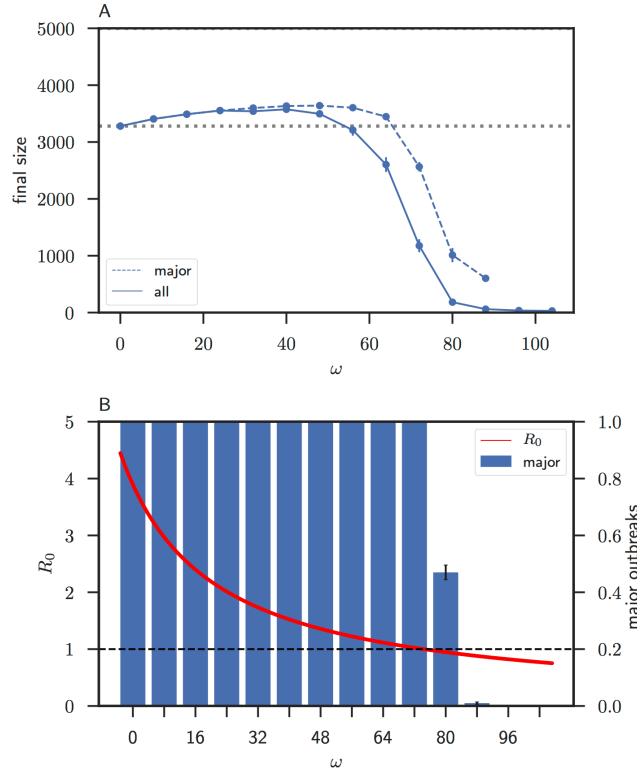 A
5000
4000
3000
2000
1000
0
final size
major
all
0 20 40 60 80 100
ω
B
5
4
3
2
1
0
R₀
R₀
major
1.0
0.8
0.6
0.4
0.2
0.0
major outbreaks
0 16 32 48 64 80 96
ω